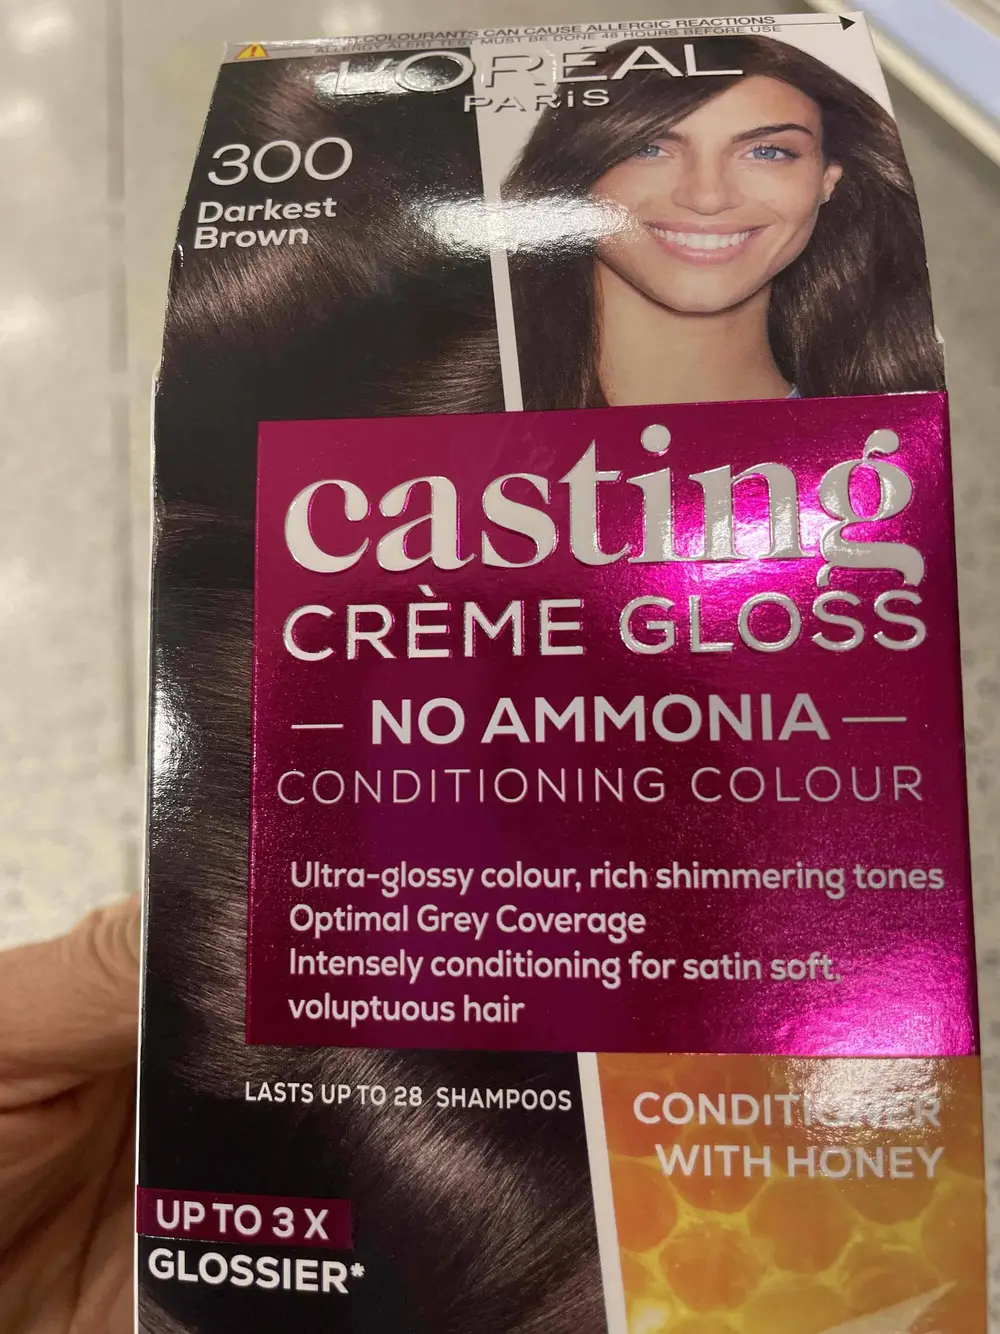 COLOURANTS CAN CAUSE ALLERGIC REACTIONS
ALLERGY ALERT TEST MUST BE DONE 48 HOURS BEFORE USE
L'ORÉAL
PARiS
300
Darkest
Brown
casting
CRÈME GLOSS
NO AMMONIA
CONDITIONING COLOUR
Ultra-glossy colour, rich shimmering tones
Optimal Grey Coverage
Intensely conditioning for satin soft,
voluptuous hair
LASTS UP TO 28 SHAMPOOS
CONDITIONER
WITH HONEY
UP TO 3 X
GLOSSIER*